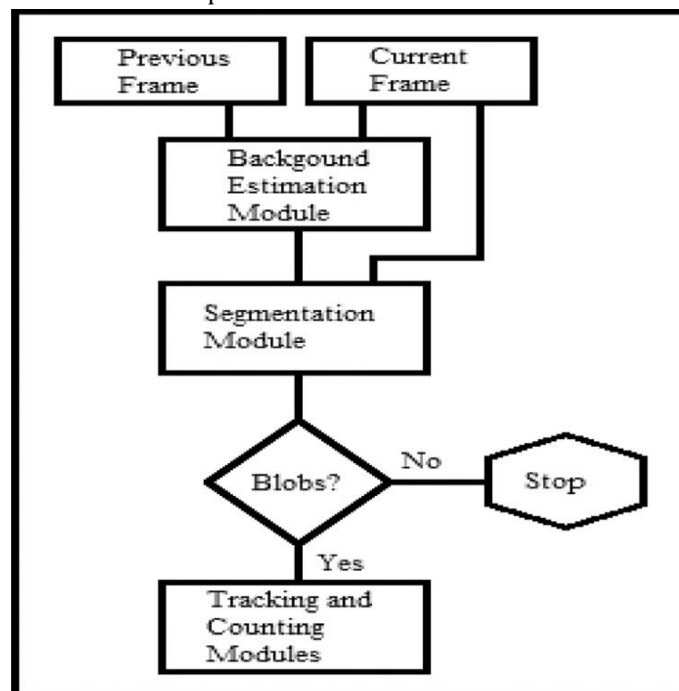 Previous
Frame
Current
Frame
Backgound
Estimation
Module
Segmentation
Module
Blobs?
No
Stop
Yes
Tracking and
Counting
Modules